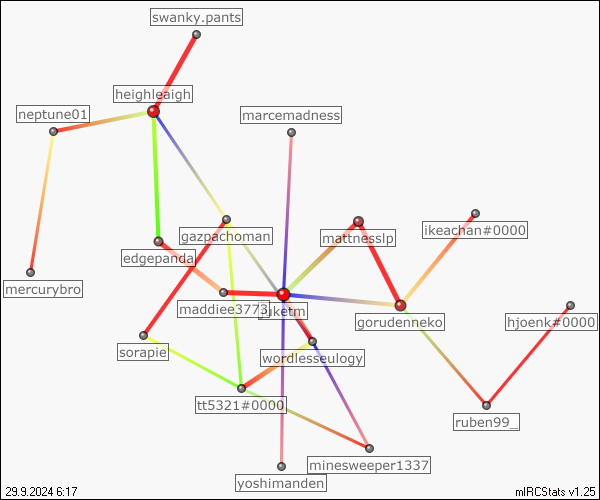 swanky.pants
heighleaigh
neptune01
marcemadness
gazpachoman
mattnesslp
ikeachan#0000
edgepanda
mercurybro
maddiee3773
juketm
gorudenneko
hjoenk#0000
sorapie
wordlesseulogy
tt5321#0000
ruben99_
minesweeper1337
yoshimanden
29.9.2024 6:17
mIRCStats v1.25